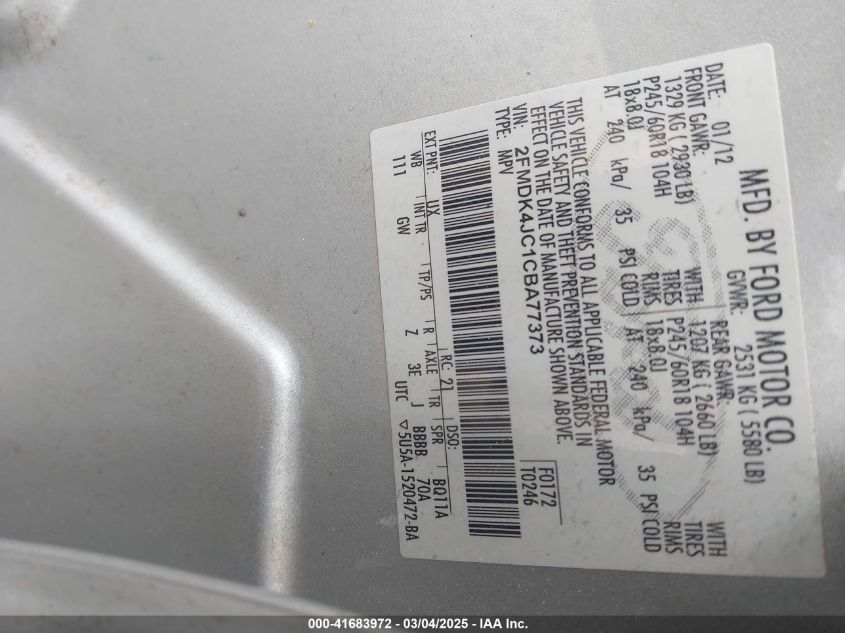 MFD. BY FORD MOTOR CO.
DATE: 01/12 GVWR: 2531 KG ( 5580 LB)
FRONT GAWR: REAR GAWR:
1329 KG ( 2930 LB) WITH 1207 KG ( 2660 LB) WITH
P245/60R18 104H TIRES P245/60R18 104H TIRES
18x8.0J RIMS 18x8.0J RIMS
AT 240 kPa/ 35 PSI COLD AT 240 kPa/ 35 PSI COLD
THIS VEHICLE CONFORMS TO ALL APPLICABLE FEDERAL MOTOR
VEHICLE SAFETY AND THEFT PREVENTION STANDARDS IN
EFFECT ON THE DATE OF MANUFACTURE SHOWN ABOVE.
VIN: 2FMDK4JC1CBA77373 F0172
TYPE: MPV T0246
EXT PNT: UX RC: 21 DSO:
WB INT TR TP/PS R AXLE TR SPR BQ11A
111 GW Z 3E J BBBB 70A
UTC ▽5U5A-1520472-BA
000-41683972 - 03/04/2025 - IAA Inc.